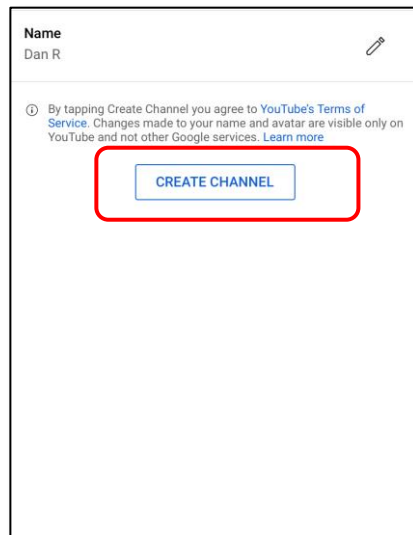 Name
Dan R
By tapping Create Channel you agree to YouTube's Terms of
Service. Changes made to your name and avatar are visible only on
YouTube and not other Google services. Learn more
CREATE CHANNEL